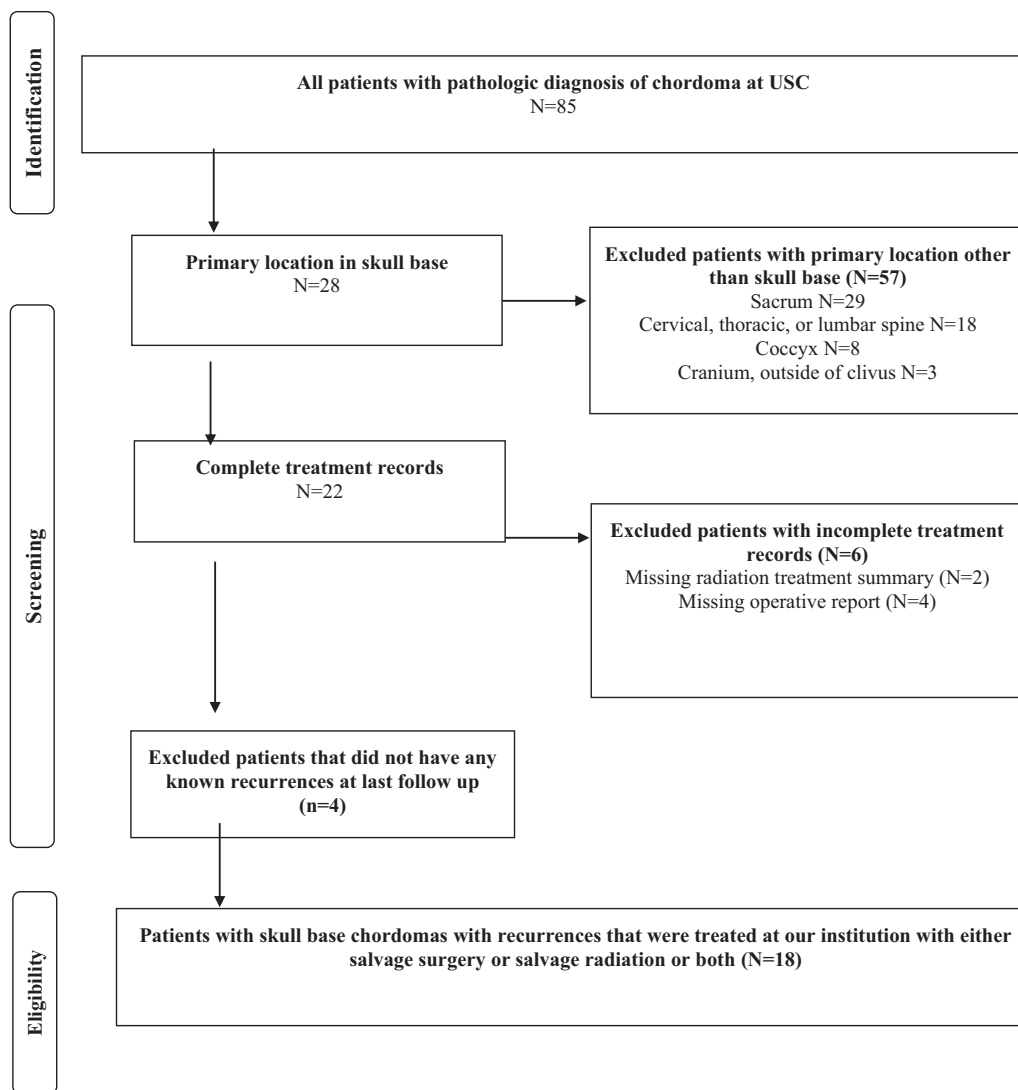 Identification
All patients with pathologic diagnosis of chordoma at USC
N=85
Primary location in skull base
N=28
Excluded patients with primary location other
than skull base (N=57)
Sacrum N=29
Cervical, thoracic, or lumbar spine N=18
Coccyx N=8
Cranium, outside of clivus N=3
Screening
Complete treatment records
N=22
Excluded patients with incomplete treatment
records (N=6)
Missing radiation treatment summary (N=2)
Missing operative report (N=4)
Excluded patients that did not have any
known recurrences at last follow up
(n=4)
Eligibility
Patients with skull base chordomas with recurrences that were treated at our institution with either
salvage surgery or salvage radiation or both (N=18)